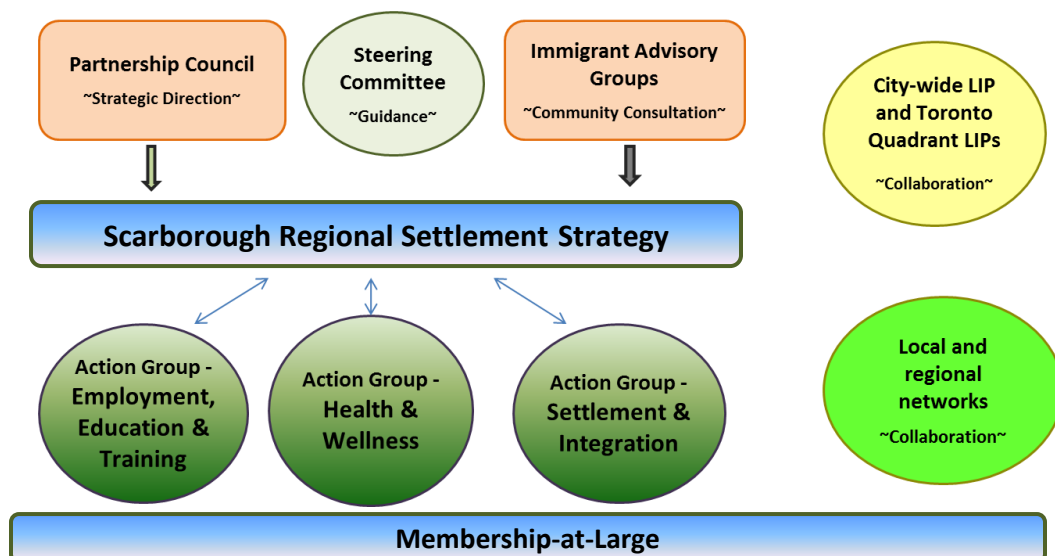 Partnership Council
~Strategic Direction~
Steering
Committee
~Guidance~
Immigrant Advisory
Groups
~Community Consultation~
City-wide LIP
and Toronto
Quadrant LIPs
~Collaboration~
Scarborough Regional Settlement Strategy
Action Group -
Employment,
Education &
Training
Action Group -
Health &
Wellness
Action Group -
Settlement &
Integration
Local and
regional
networks
~Collaboration~
Membership-at-Large